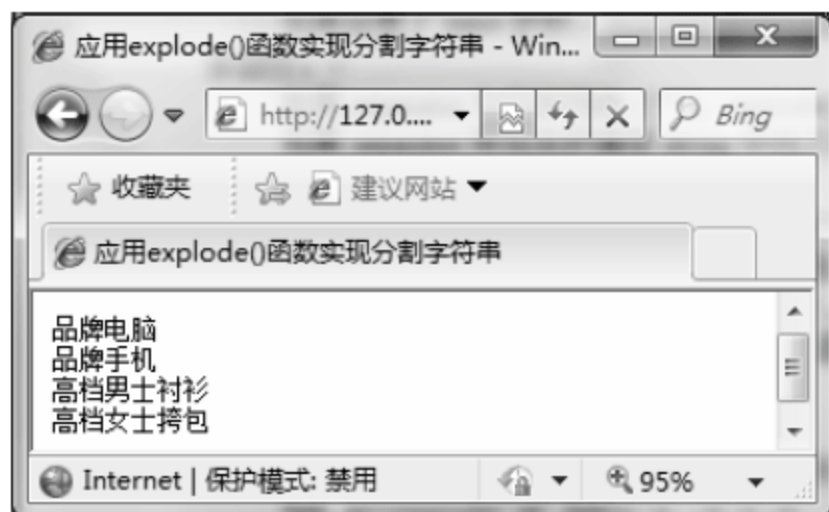 应用explode()函数实现分割字符串 - Win...
http://127.0.... Bing
收藏夹 建议网站
应用explode()函数实现分割字符串
品牌电脑
品牌手机
高档男士衬衫
高档女士挎包
Internet | 保护模式: 禁用 95%